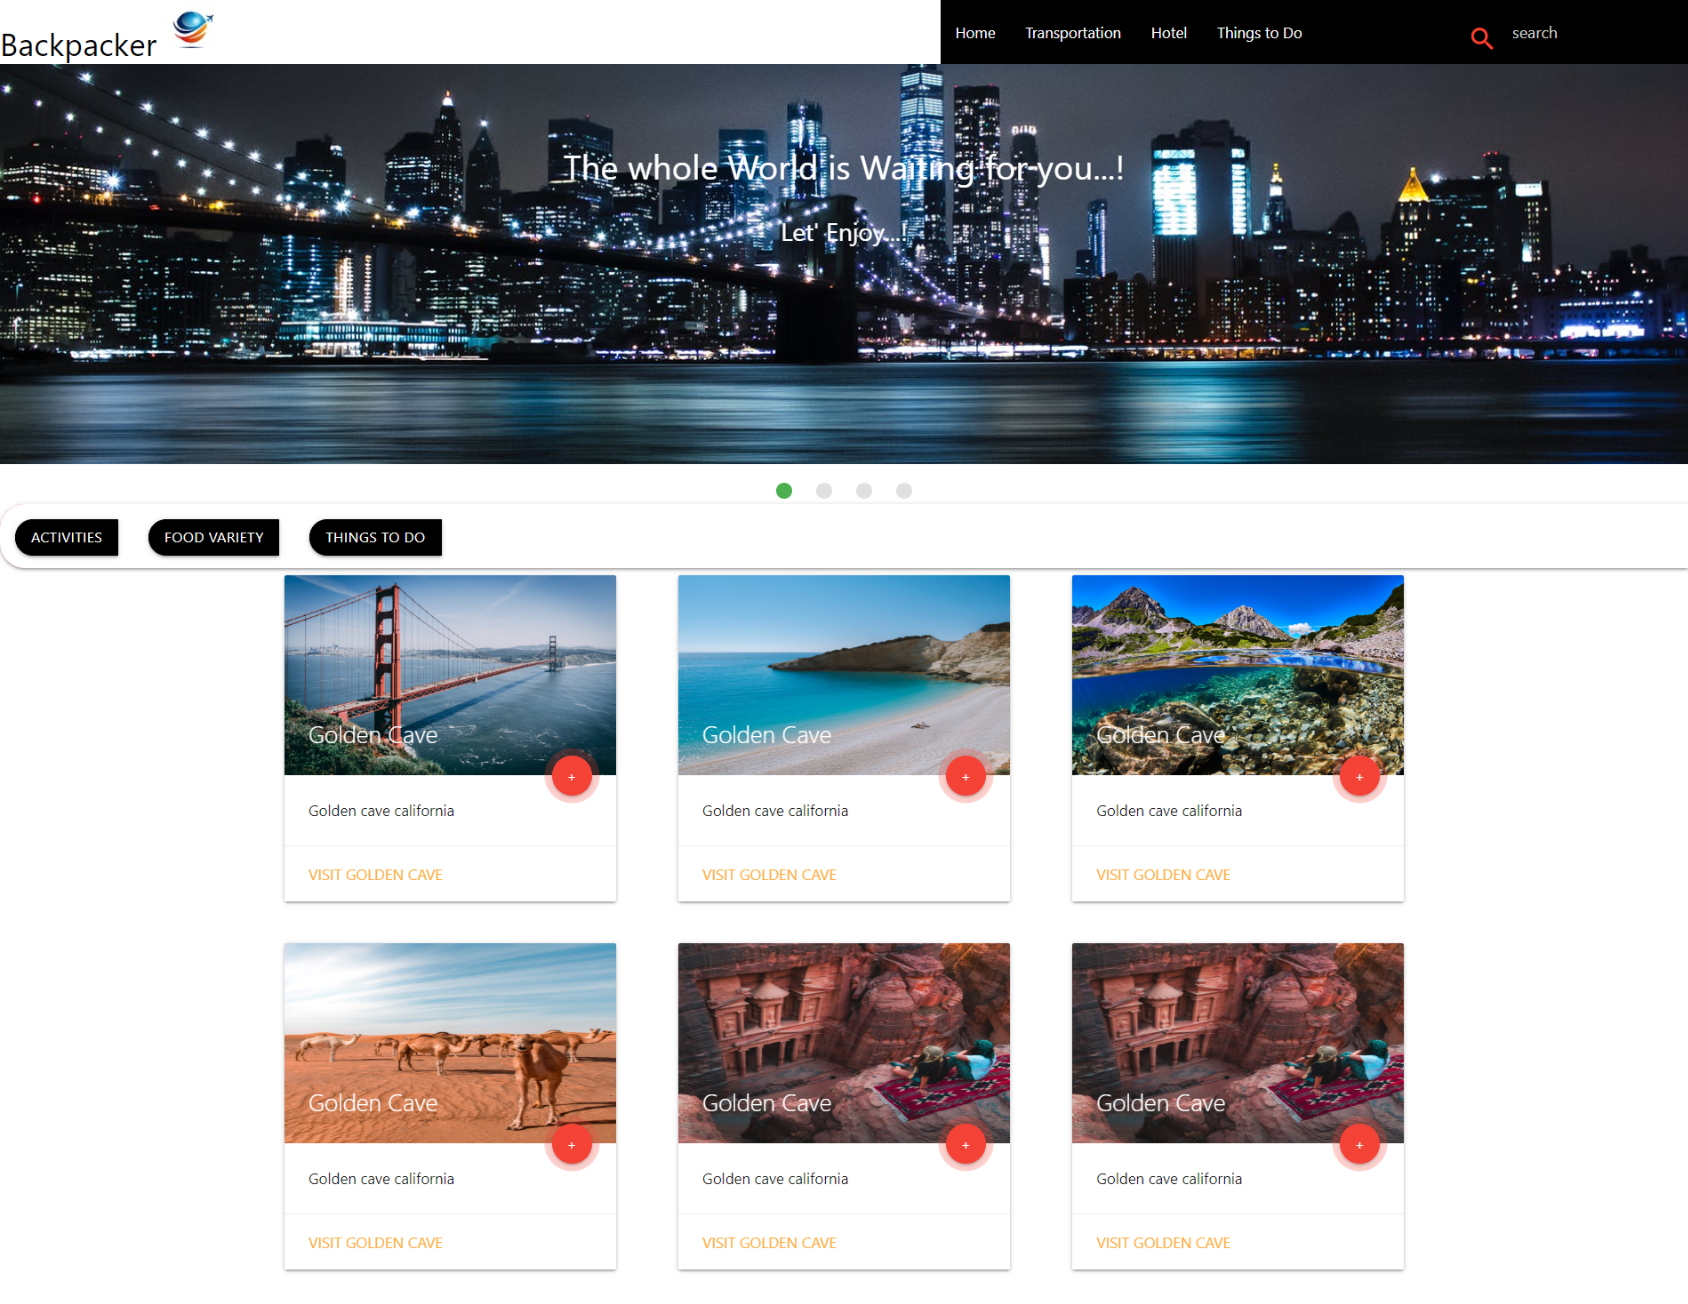 Backpacker
Home Transportation Hotel Things to Do search
The whole World is Waiting for you...!
Let' Enjoy...!
ACTIVITIES FOOD VARIETY THINGS TO DO
Golden Cave
+
Golden cave california
VISIT GOLDEN CAVE
Golden Cave
+
Golden cave california
VISIT GOLDEN CAVE
Golden Cave
+
Golden cave california
VISIT GOLDEN CAVE
Golden Cave
+
Golden cave california
VISIT GOLDEN CAVE
Golden Cave
+
Golden cave california
VISIT GOLDEN CAVE
Golden Cave
+
Golden cave california
VISIT GOLDEN CAVE